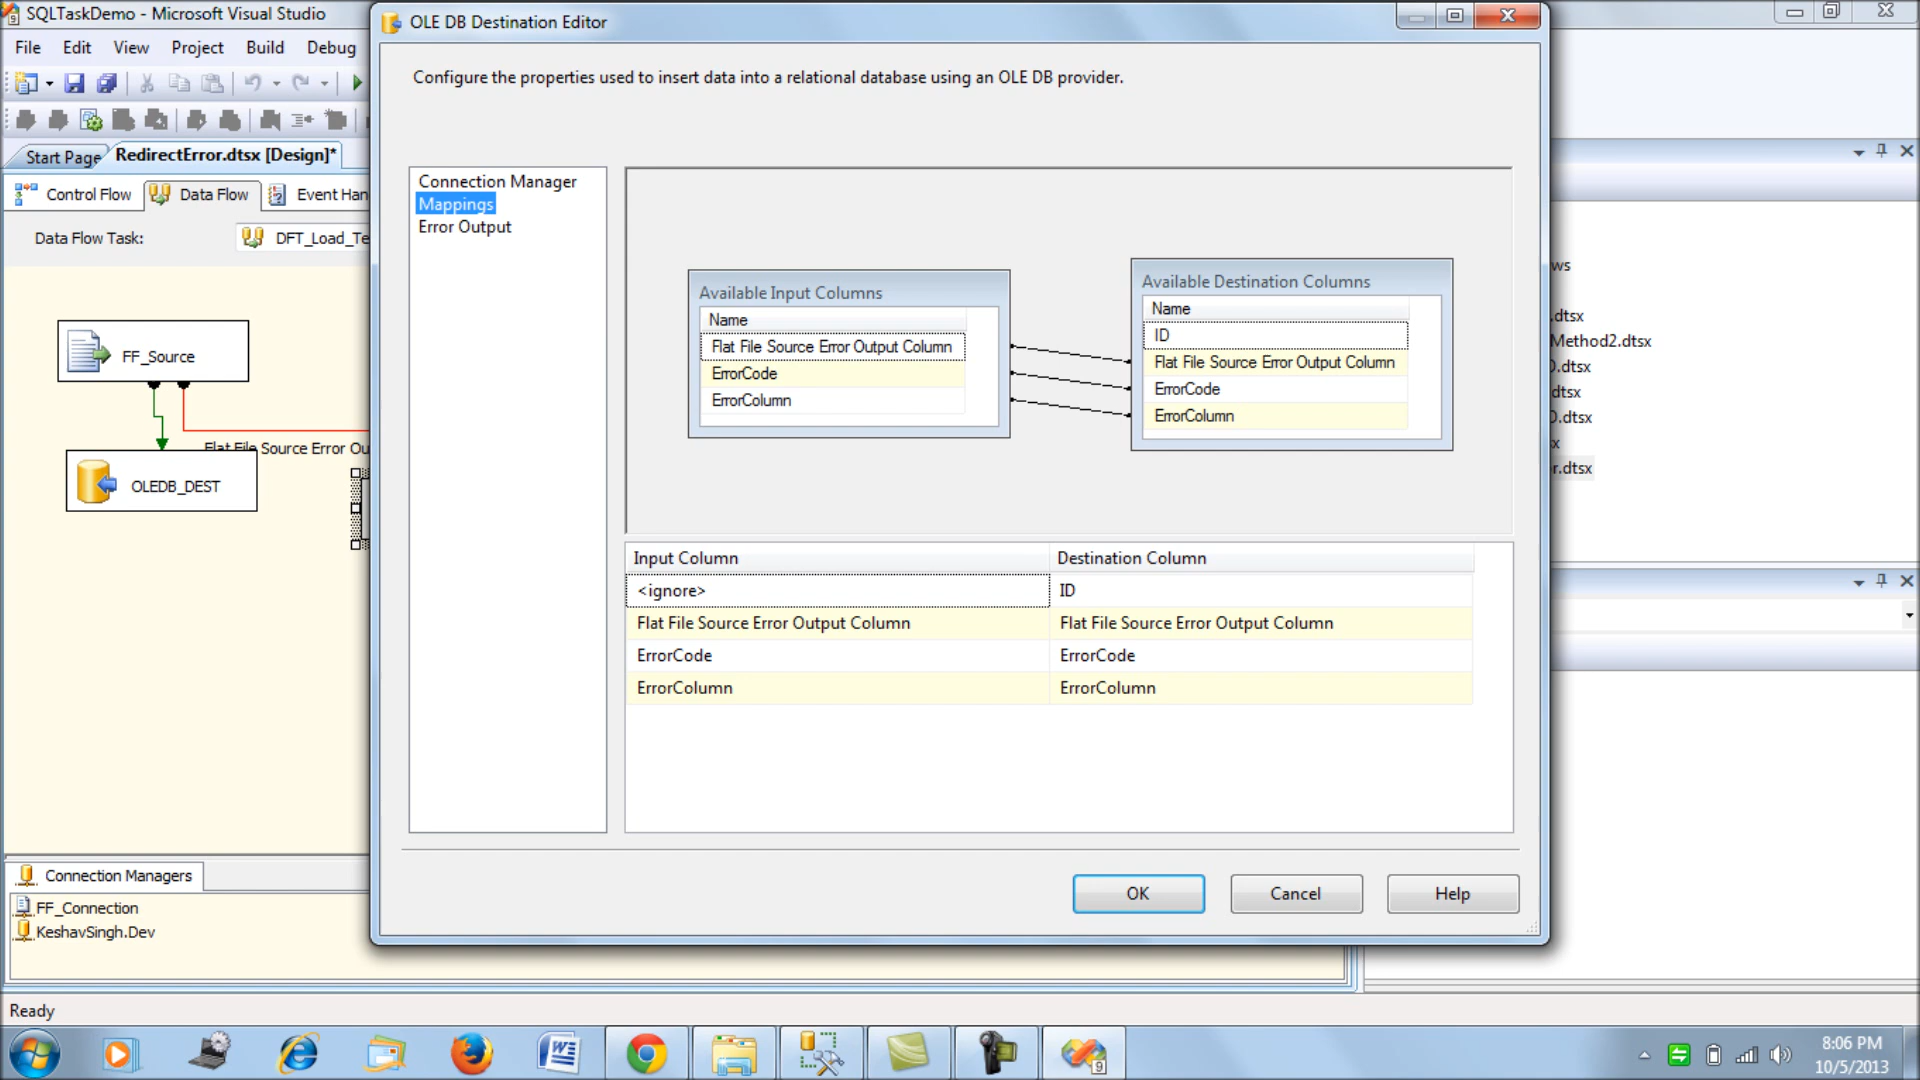 SQLTaskDemo - Microsoft Visual Studio
File Edit View Project Build Debug
Start Page RedirectError.dtsx [Design]*
Control Flow Data Flow Event Han
Data Flow Task: DFT_Load_Te
FF_Source
Flat File Source Error Ou
OLEDB_DEST
Connection Managers
FF_Connection
KeshavSingh.Dev
Ready
OLE DB Destination Editor
Configure the properties used to insert data into a relational database using an OLE DB provider.
Connection Manager
Mappings
Error Output
Available Input Columns
Name
Flat File Source Error Output Column
ErrorCode
ErrorColumn
Available Destination Columns
Name
ID
Flat File Source Error Output Column
ErrorCode
ErrorColumn
Input Column Destination Column
<ignore> ID
Flat File Source Error Output Column Flat File Source Error Output Column
ErrorCode ErrorCode
ErrorColumn ErrorColumn
OK Cancel Help
ws
.dtsx
Method2.dtsx
.dtsx
dtsx
.dtsx
x
r.dtsx
9
8:06 PM
10/5/2013